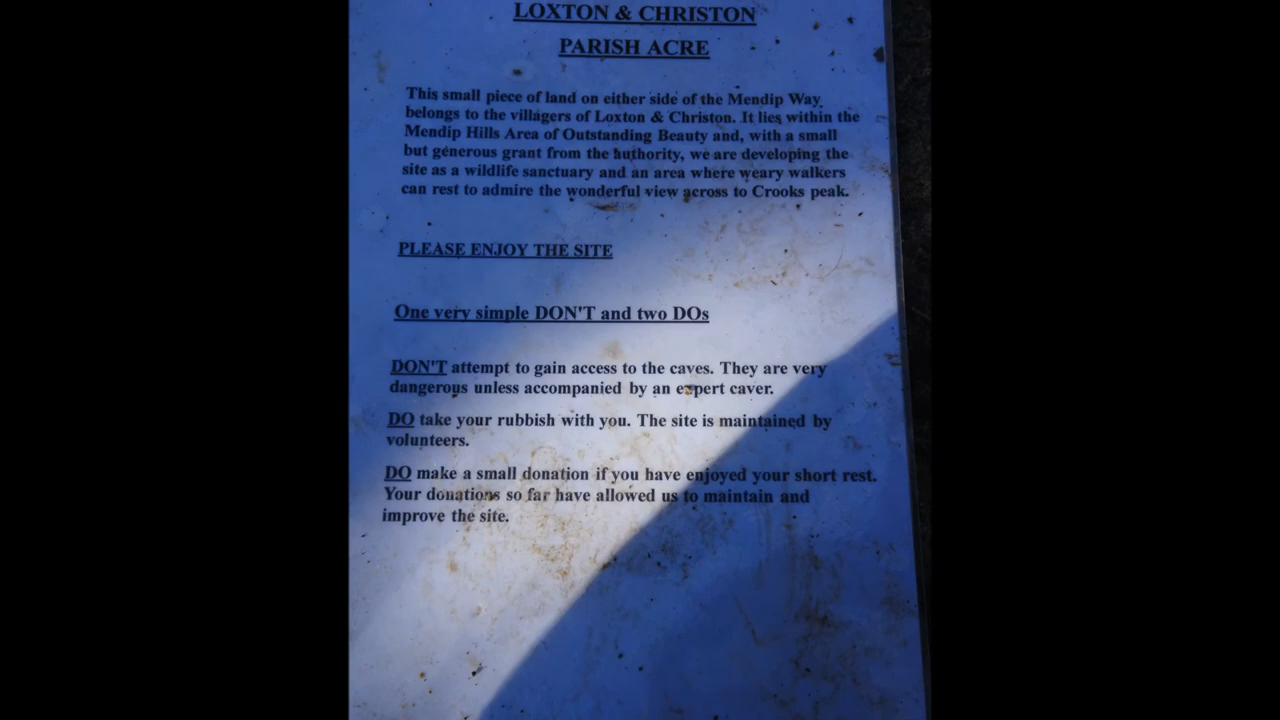 LOXTON & CHRISTON
PARISH ACRE
This small piece of land on either side of the Mendip Way
belongs to the villagers of Loxton & Christon. It lies within the
Mendip Hills Area of Outstanding Beauty and, with a small
but generous grant from the authority, we are developing the
site as a wildlife sanctuary and an area where weary walkers
can rest to admire the wonderful view across to Crooks peak.
PLEASE ENJOY THE SITE
One very simple DON'T and two DOs
DON'T attempt to gain access to the caves. They are very
dangerous unless accompanied by an expert caver.
DO take your rubbish with you. The site is maintained by
volunteers.
DO make a small donation if you have enjoyed your short rest.
Your donations so far have allowed us to maintain and
improve the site.